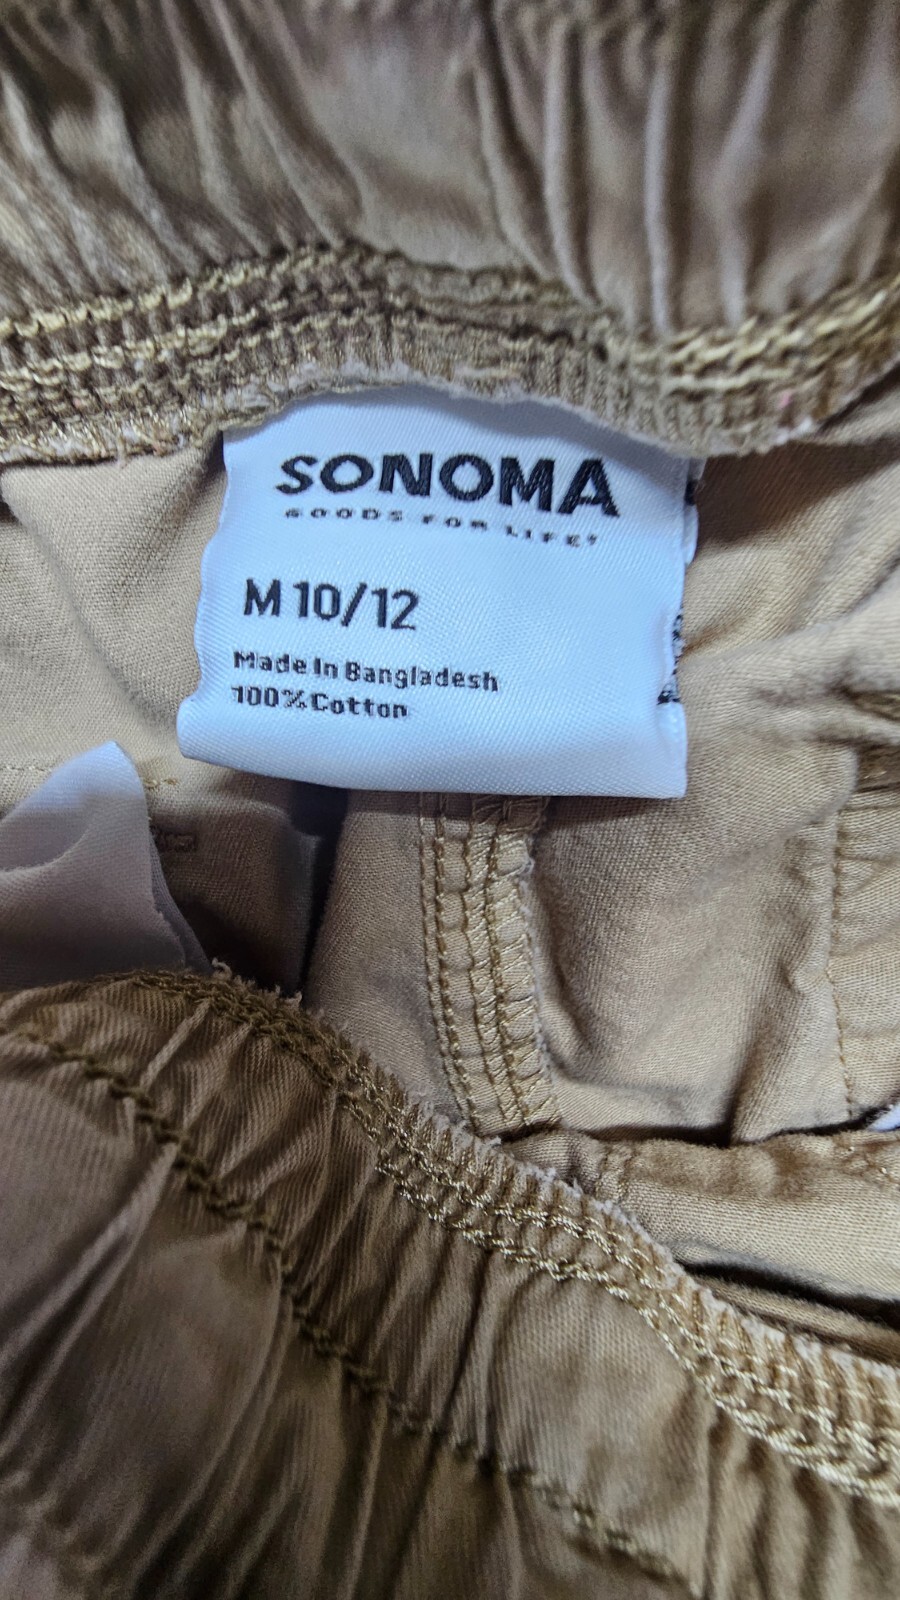 SONOMA
GOODS FOR LIFE®
M 10/12
Made In Bangladesh
100% Cotton